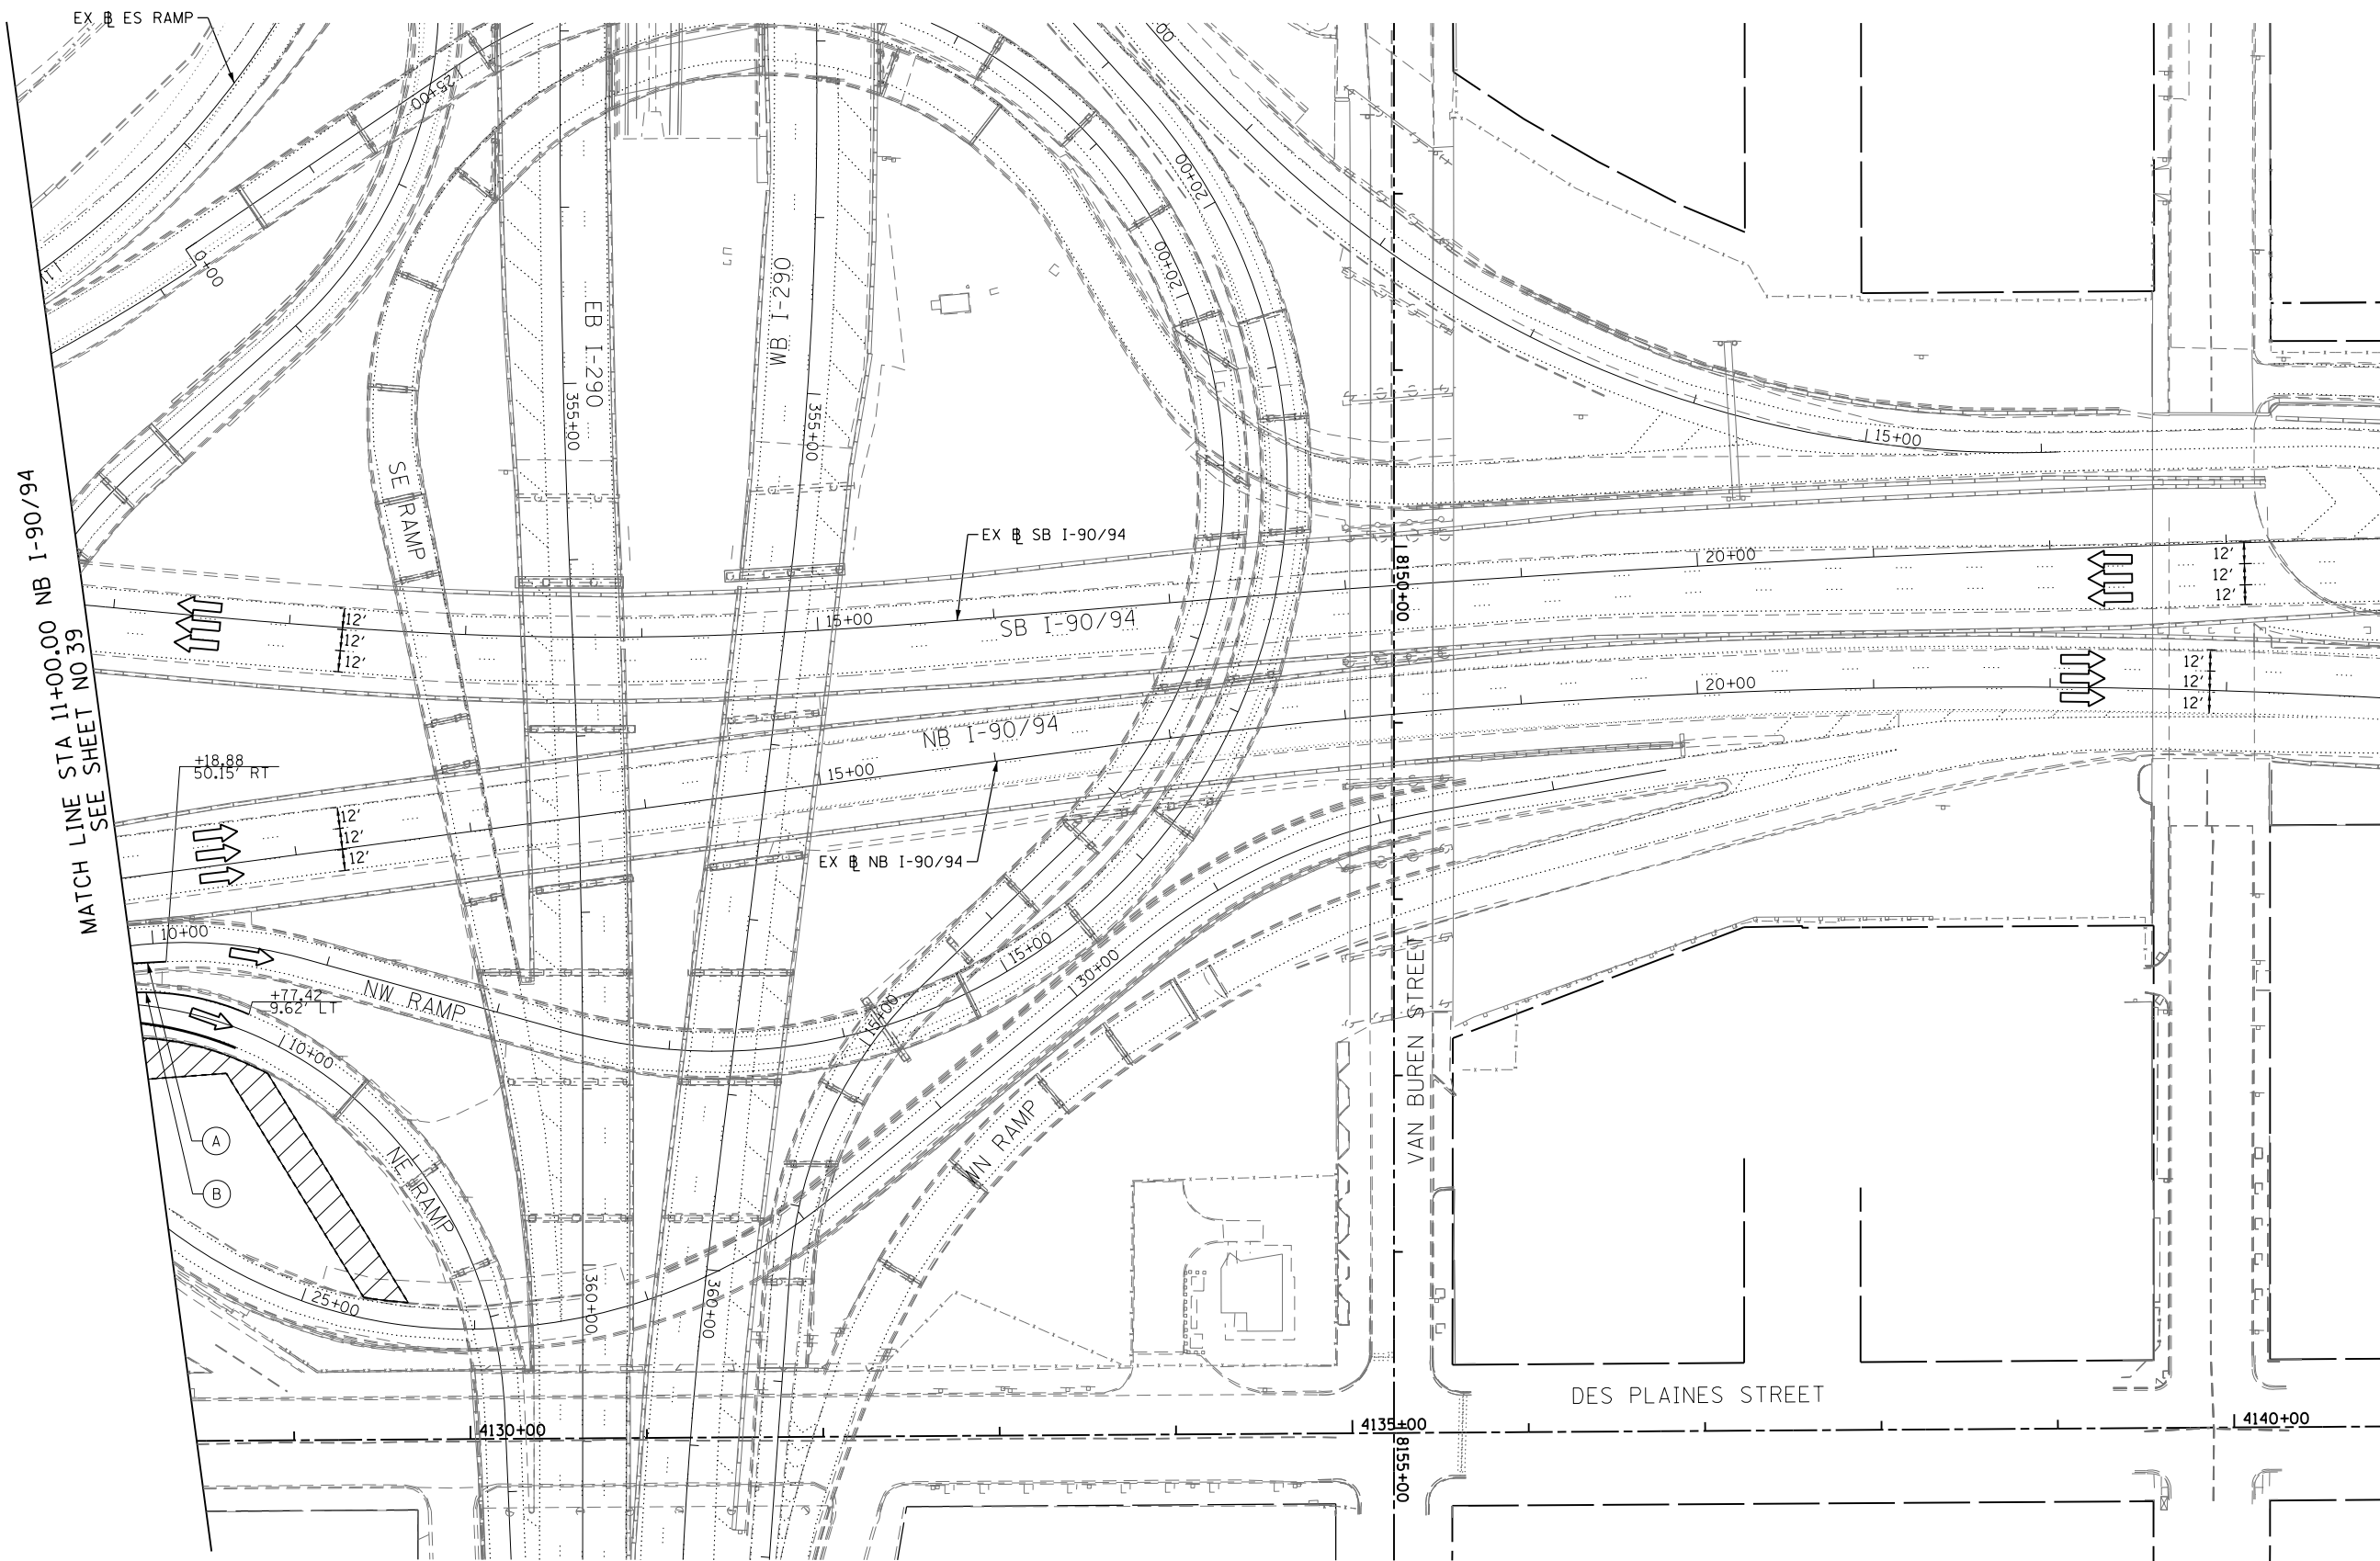 EX ℄ ES RAMP
25+00
0+00
11
00
20+00
20+00
EB I-290
WB I-290
355+00
355+00
15+00
SE RAMP
MATCH LINE STA 11+00.00 NB I-90/94
SEE SHEET NO 39
EX ℄ SB I-90/94
8150+00
20+00
12'
12'
12'
12'
12'
12'
15+00
SB I-90/94
20+00
12'
12'
12'
NB I-90/94
15+00
+18.88
50.15' RT
12'
12'
12'
EX ℄ NB I-90/94
10+00
15+00
30+00
15+00
NW RAMP
+77.42
9.62' LT
10+00
VAN BUREN STREET
A
B
NE RAMP
WN RAMP
25+00
360+00
360+00
DES PLAINES STREET
4130+00
4135+00
4140+00
8155+00